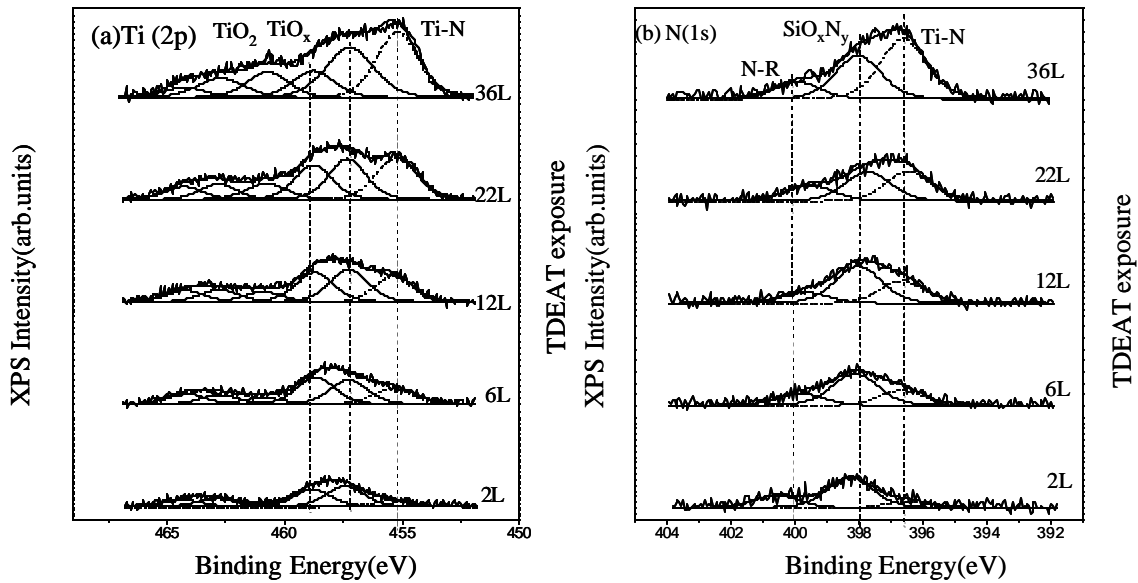 (a)Ti (2p)
TiO2 TiOx
Ti-N
36L
22L
12L
6L
2L
XPS Intensity(arb.units)
TDEAT exposure
465 460 455 450
Binding Energy(eV)
(b) N(1s)
SiOxNy
Ti-N
N-R
36L
22L
12L
6L
2L
XPS Intensity(arb.units)
TDEAT exposure
404 402 400 398 396 394 392
Binding Energy(eV)